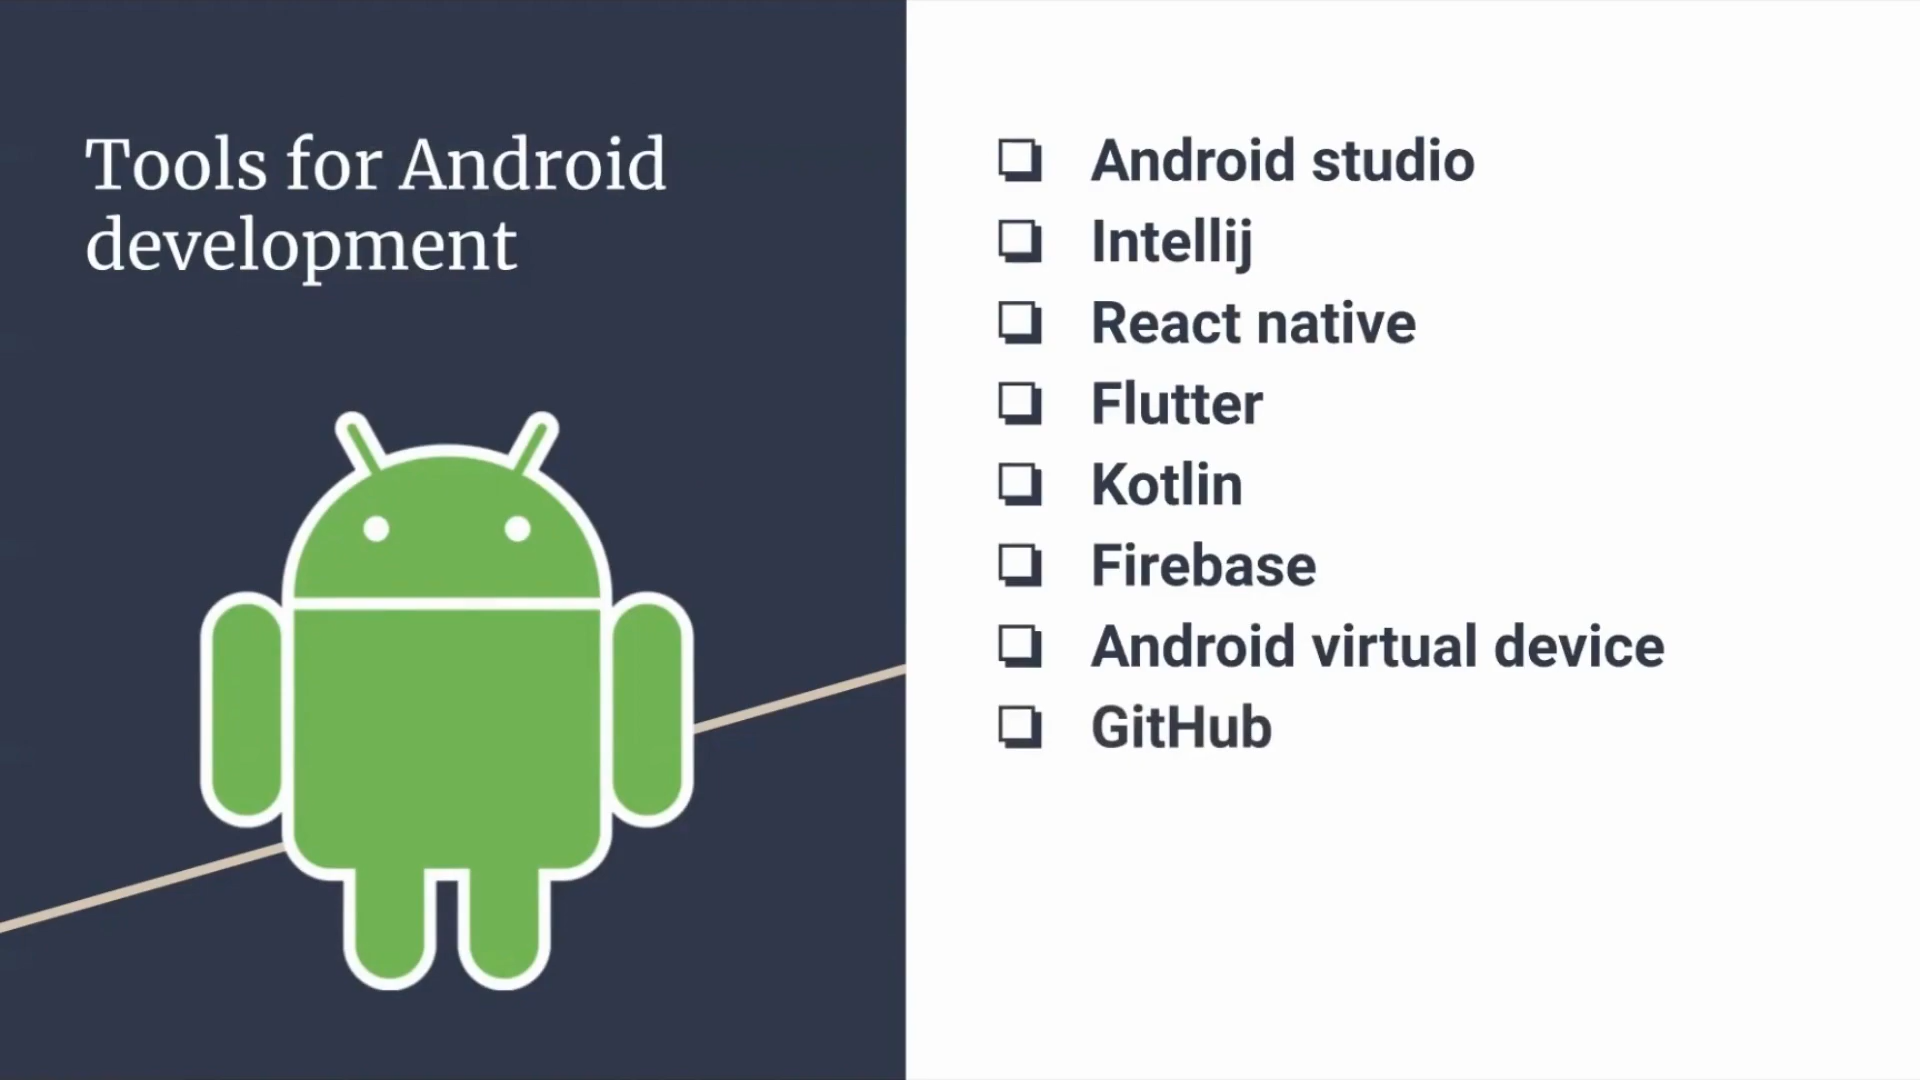 Tools for Android
development
Android studio
Intellij
React native
Flutter
Kotlin
Firebase
Android virtual device
GitHub